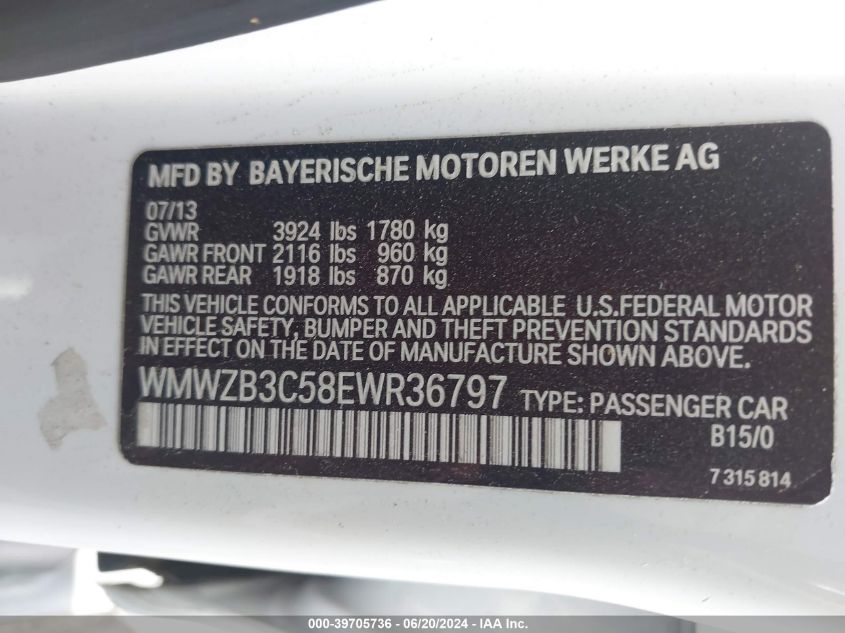 MFD BY BAYERISCHE MOTOREN WERKE AG
07/13
GVWR 3924 lbs 1780 kg
GAWR FRONT 2116 lbs 960 kg
GAWR REAR 1918 lbs 870 kg
THIS VEHICLE CONFORMS TO ALL APPLICABLE U.S.FEDERAL MOTOR
VEHICLE SAFETY, BUMPER AND THEFT PREVENTION STANDARDS
IN EFFECT ON THE DATE OF MANUFACTURE SHOWN ABOVE.
WMWZB3C58EWR36797 TYPE: PASSENGER CAR
B15/0
7 315 814
000-39705736 - 06/20/2024 - IAA Inc.